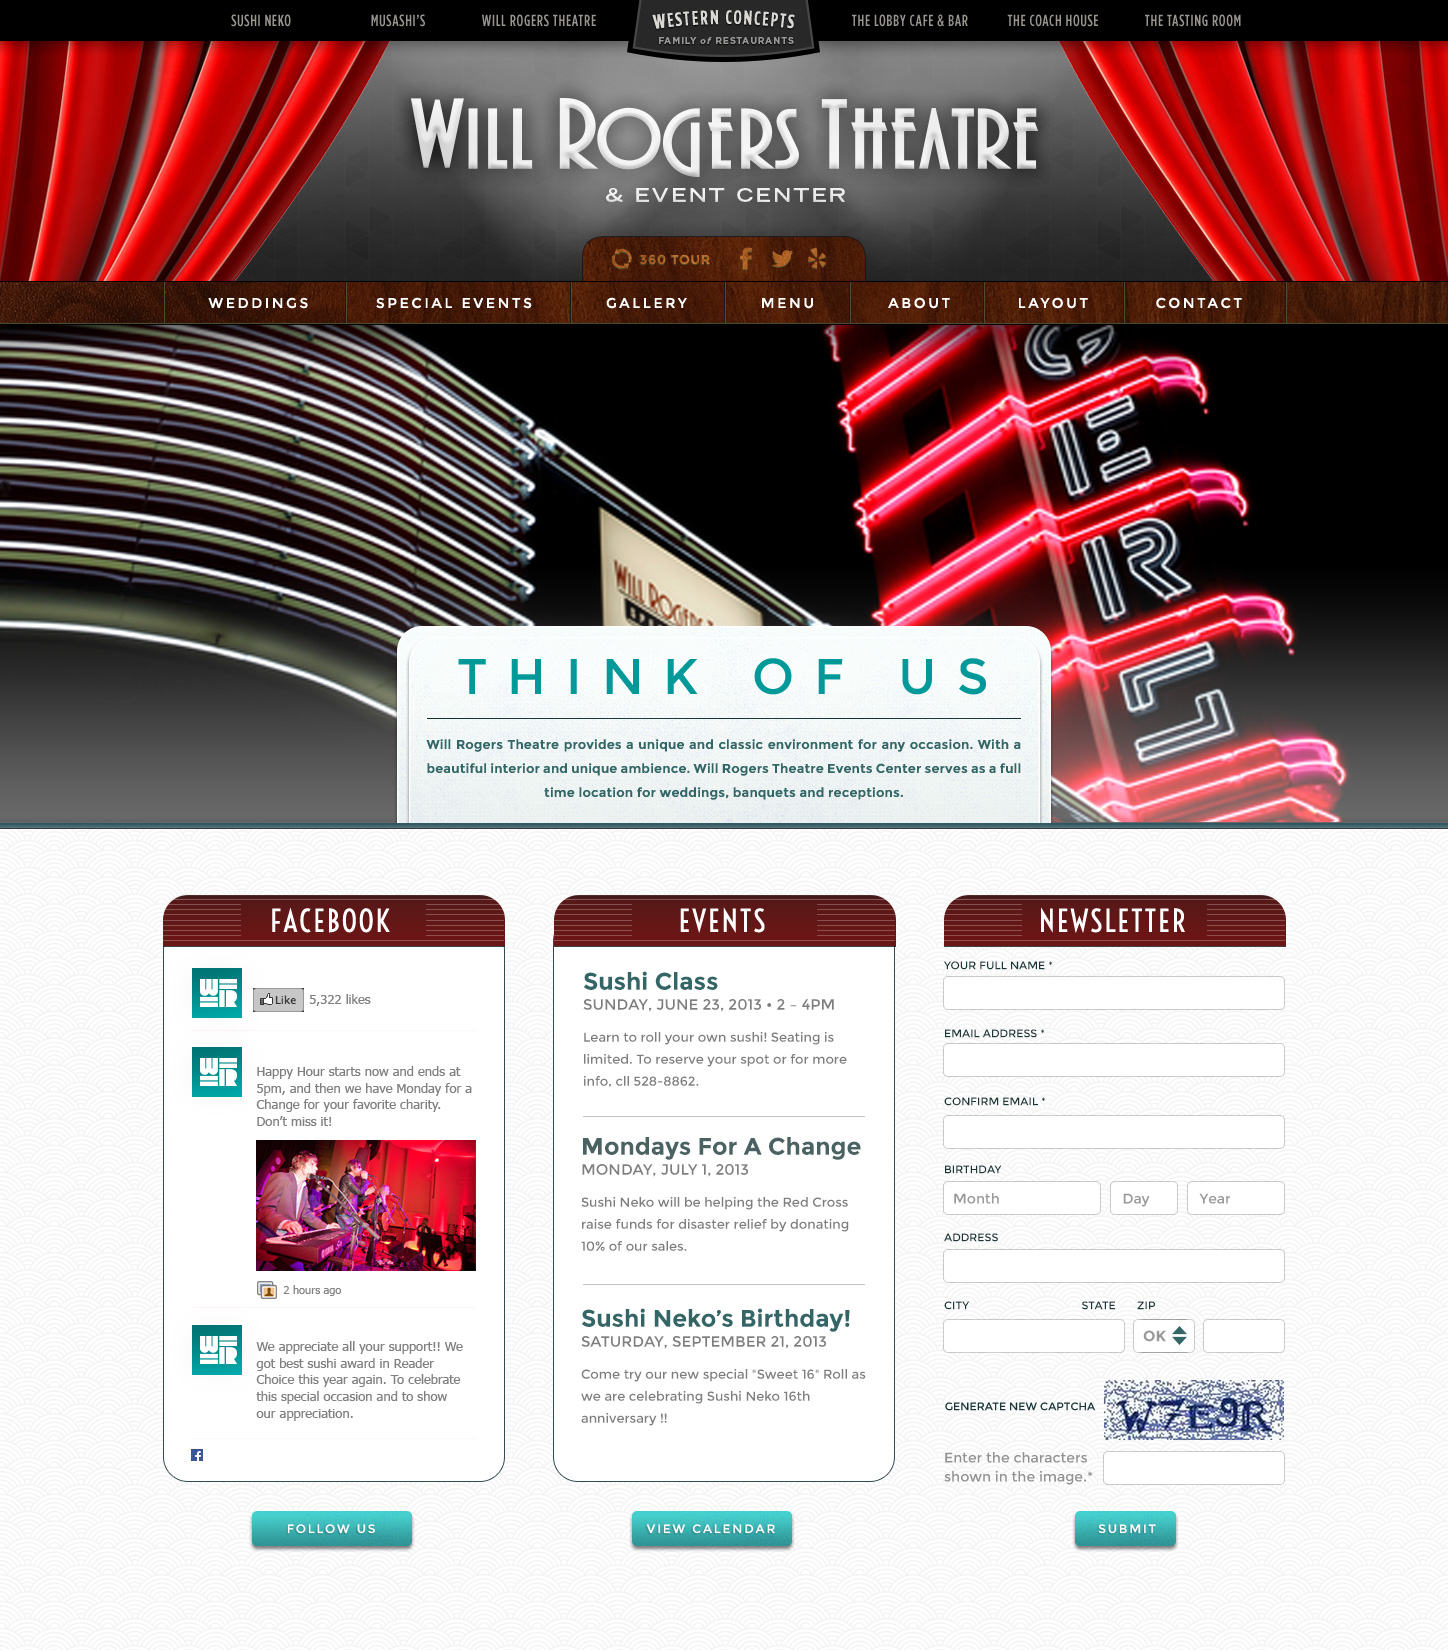 SUSHI NEKO
MUSASHI'S
WILL ROGERS THEATRE
WESTERN CONCEPTS
FAMILY of RESTAURANTS
THE LOBBY CAFE & BAR
THE COACH HOUSE
THE TASTING ROOM
WILL ROGERS THEATRE
& EVENT CENTER
360 TOUR
WEDDINGS
SPECIAL EVENTS
GALLERY
MENU
ABOUT
LAYOUT
CONTACT
GERS
WILL ROGERS
THINK OF US
Will Rogers Theatre provides a unique and classic environment for any occasion. With a
beautiful interior and unique ambience. Will Rogers Theatre Events Center serves as a full
time location for weddings, banquets and receptions.
FACEBOOK
Like 5,322 likes
Happy Hour starts now and ends at
5pm, and then we have Monday for a
Change for your favorite charity.
Don't miss it!
2 hours ago
We appreciate all your support!! We
got best sushi award in Reader
Choice this year again. To celebrate
this special occasion and to show
our appreciation.
FOLLOW US
EVENTS
Sushi Class
SUNDAY, JUNE 23, 2013 • 2 – 4PM
Learn to roll your own sushi! Seating is
limited. To reserve your spot or for more
info, cll 528-8862.
Mondays For A Change
MONDAY, JULY 1, 2013
Sushi Neko will be helping the Red Cross
raise funds for disaster relief by donating
10% of our sales.
Sushi Neko's Birthday!
SATURDAY, SEPTEMBER 21, 2013
Come try our new special "Sweet 16" Roll as
we are celebrating Sushi Neko 16th
anniversary !!
VIEW CALENDAR
NEWSLETTER
YOUR FULL NAME *
EMAIL ADDRESS *
CONFIRM EMAIL *
BIRTHDAY
Month
Day
Year
ADDRESS
CITY
STATE
ZIP
OK
GENERATE NEW CAPTCHA
W7E9R
Enter the characters
shown in the image.*
SUBMIT